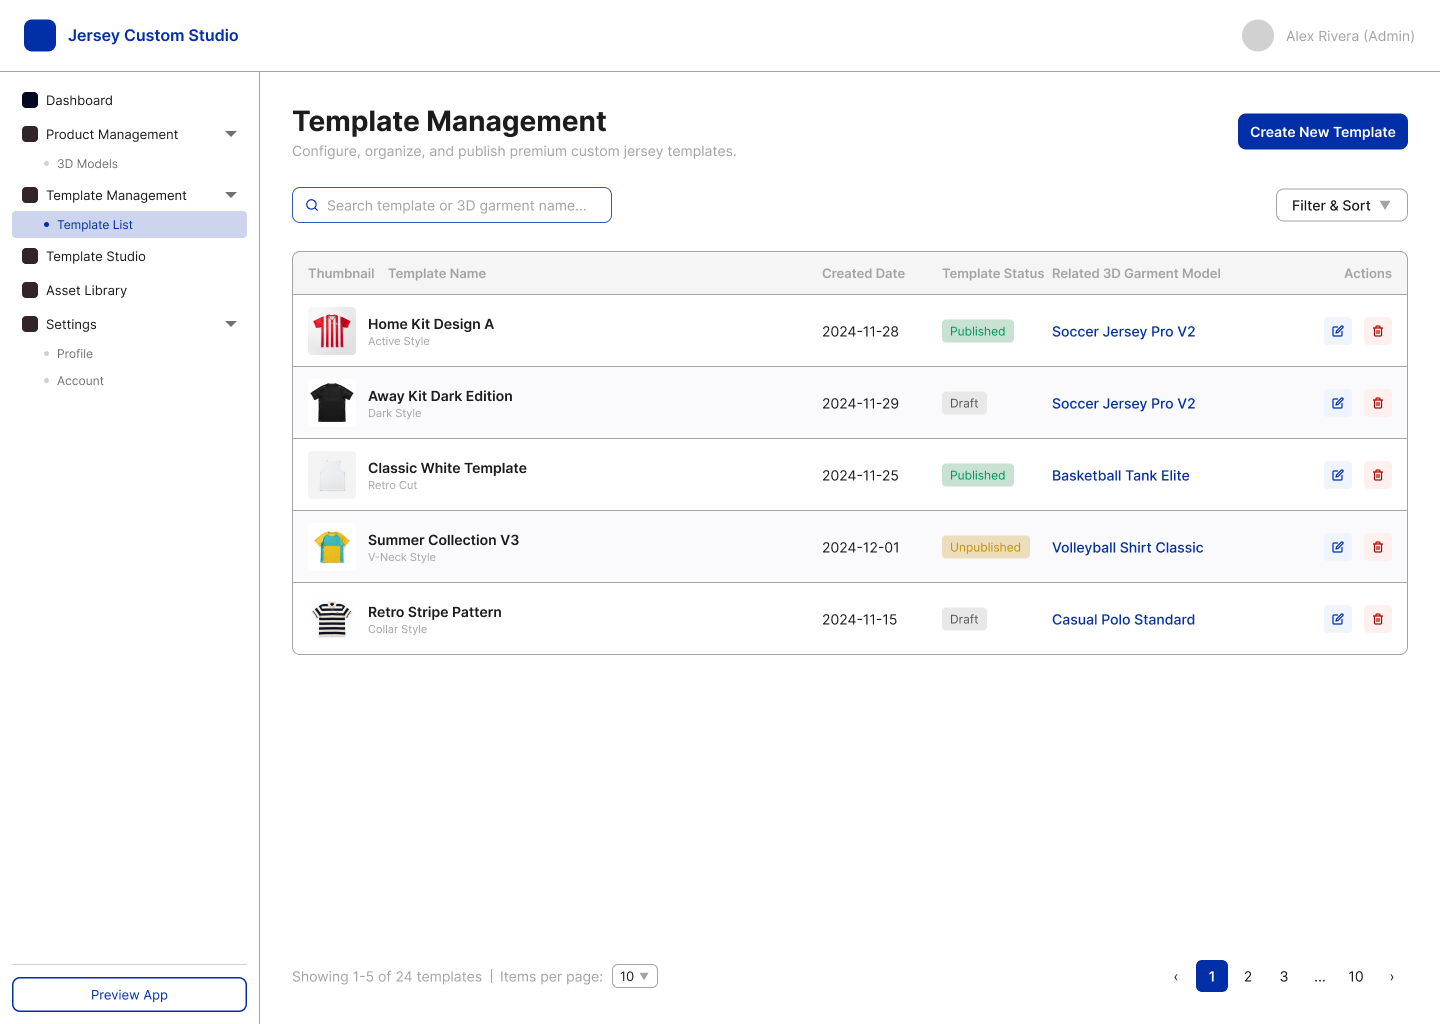 Jersey Custom Studio
Alex Rivera (Admin)
Dashboard
Product Management
3D Models
Template Management
Template List
Template Studio
Asset Library
Settings
Profile
Account
Preview App
Template Management
Configure, organize, and publish premium custom jersey templates.
Create New Template
Search template or 3D garment name...
Filter & Sort
Thumbnail Template Name Created Date Template Status Related 3D Garment Model Actions
Home Kit Design A
Active Style
2024-11-28 Published Soccer Jersey Pro V2
Away Kit Dark Edition
Dark Style
2024-11-29 Draft Soccer Jersey Pro V2
Classic White Template
Retro Cut
2024-11-25 Published Basketball Tank Elite
Summer Collection V3
V-Neck Style
2024-12-01 Unpublished Volleyball Shirt Classic
Retro Stripe Pattern
Collar Style
2024-11-15 Draft Casual Polo Standard
Showing 1-5 of 24 templates | Items per page: 10
‹ 1 2 3 ... 10 ›